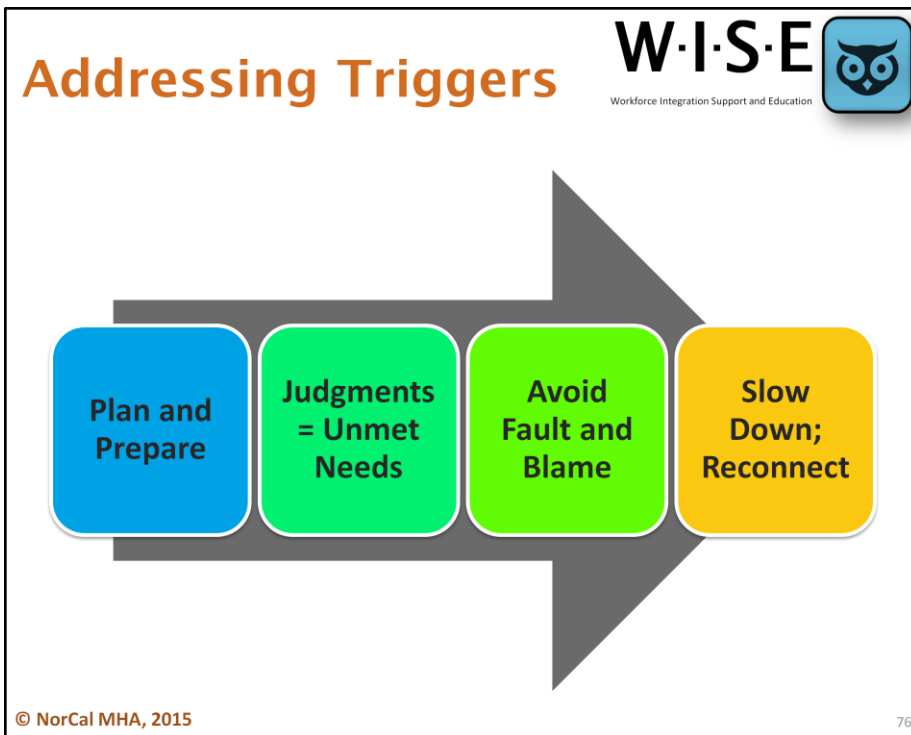 Addressing Triggers
W·I·S·E
Workforce Integration Support and Education
Plan and
Prepare
Judgments
= Unmet
Needs
Avoid
Fault and
Blame
Slow
Down;
Reconnect
© NorCal MHA, 2015
76